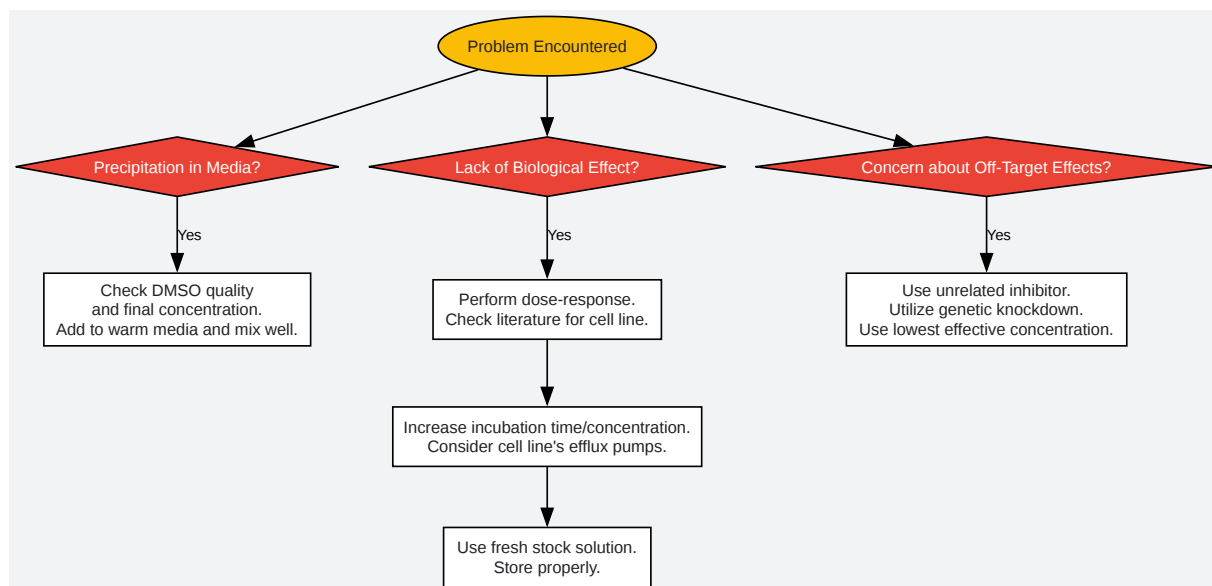 Problem Encountered
Precipitation in Media?
Lack of Biological Effect?
Concern about Off-Target Effects?
Yes
Yes
Yes
Check DMSO quality
and final concentration.
Add to warm media and mix well.
Perform dose-response.
Check literature for cell line.
Use unrelated inhibitor.
Utilize genetic knockdown.
Use lowest effective concentration.
Increase incubation time/concentration.
Consider cell line's efflux pumps.
Use fresh stock solution.
Store properly.